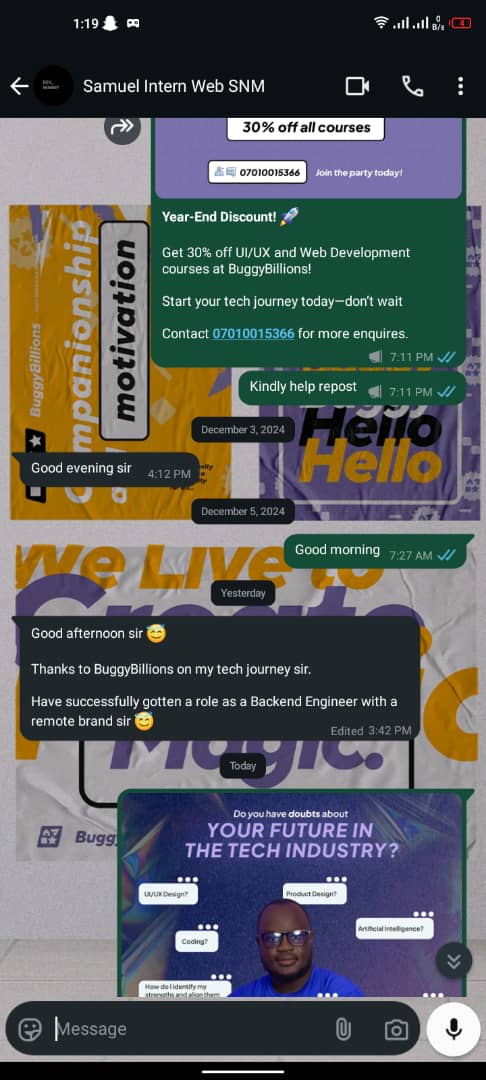 1:19
0
B/s
4
Samuel Intern Web SNM
30% off all courses
07010015366
Join the party today!
Year-End Discount! 🚀
Get 30% off UI/UX and Web Development
courses at BuggyBillions!
Start your tech journey today—don't wait
Contact 07010015366 for more enquires.
7:11 PM
Kindly help repost
7:11 PM
BuggyBillions
Companionship
motivation
Hello
Hello
December 3, 2024
Good evening sir
4:12 PM
December 5, 2024
We Live to
Create
Good morning
7:27 AM
Yesterday
Good afternoon sir 😇
Thanks to BuggyBillions on my tech journey sir.
Have successfully gotten a role as a Backend Engineer with a
remote brand sir 😇
Edited 3:42 PM
Magic.
Today
Do you have doubts about
YOUR FUTURE IN
THE TECH INDUSTRY?
UI/UX Design?
Product Design?
Coding?
Artificial Intelligence?
How do I identify my
strengths and align them
Message